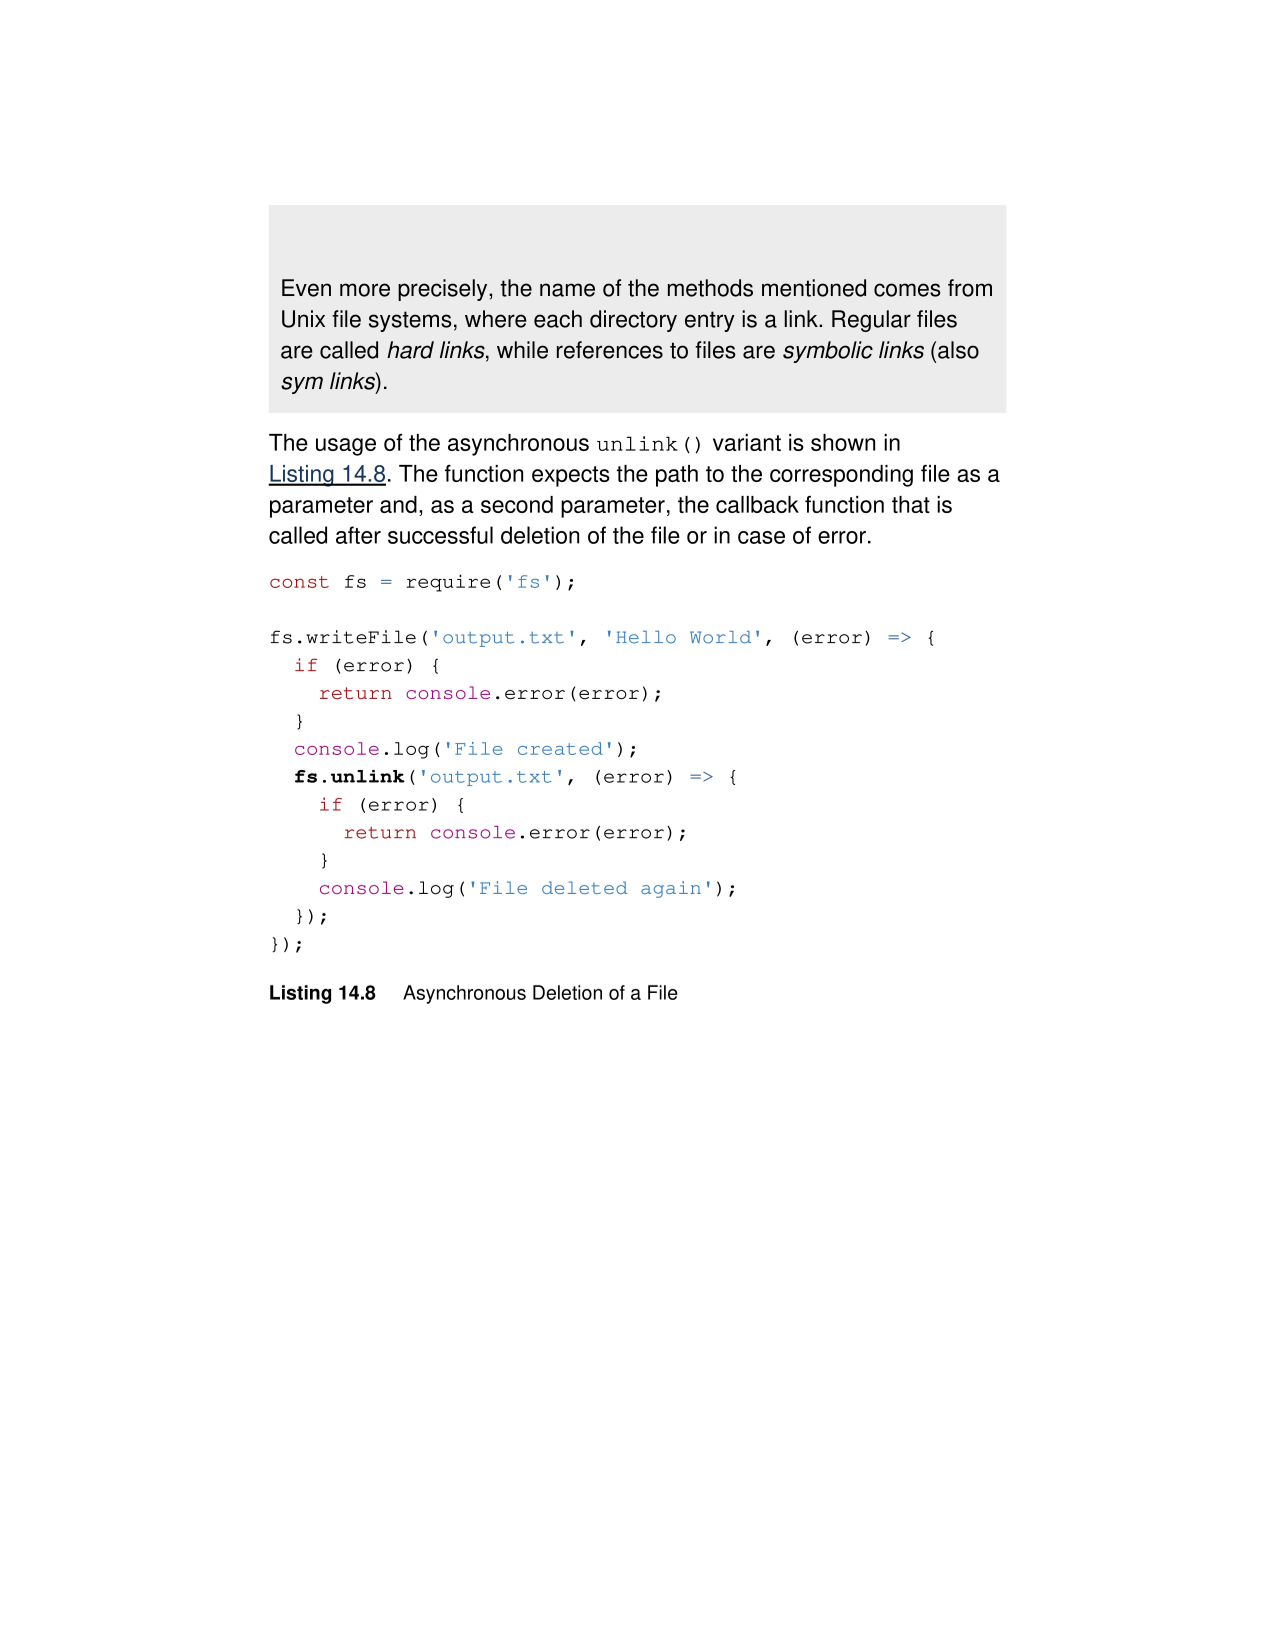 Even more precisely, the name of the methods mentioned comes from
Unix file systems, where each directory entry is a link. Regular files
are called hard links, while references to files are symbolic links (also
sym links).
The usage of the asynchronous unlink() variant is shown in
Listing 14.8. The function expects the path to the corresponding file as a
parameter and, as a second parameter, the callback function that is
called after successful deletion of the file or in case of error.
const fs = require('fs');
fs.writeFile('output.txt', 'Hello World', (error) => {
  if (error) {
    return console.error(error);
  }
  console.log('File created');
  fs.unlink('output.txt', (error) => {
    if (error) {
      return console.error(error);
    }
    console.log('File deleted again');
  });
});
Listing 14.8 Asynchronous Deletion of a File